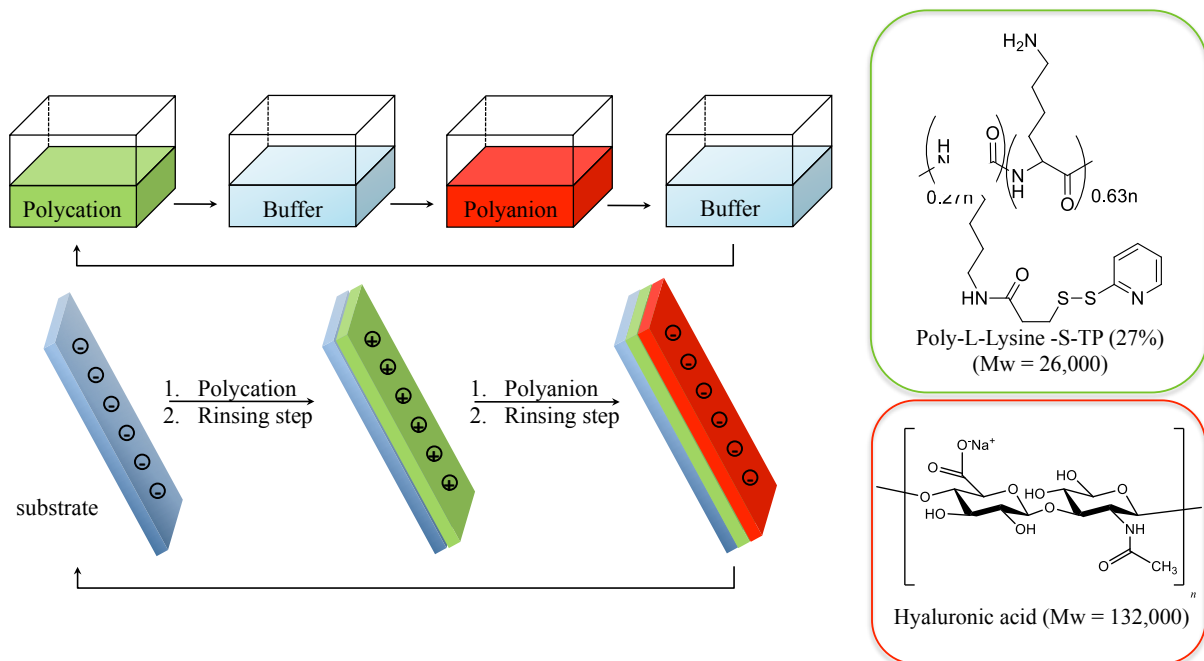 Polycation
Buffer
Polyanion
Buffer
substrate
1. Polycation
2. Rinsing step
1. Polyanion
2. Rinsing step
- - - - - -
+ + + + + +
- - - - - -
H₂N
H
N
O
N
H
O
0.27n
0.63n
HN
O
S-S
N
Poly-L-Lysine -S-TP (27%)
(Mw = 26,000)
O⁻Na⁺
O
O
HO
OH
O
HO
HO
O
O
NH
O
CH₃
n
Hyaluronic acid (Mw = 132,000)